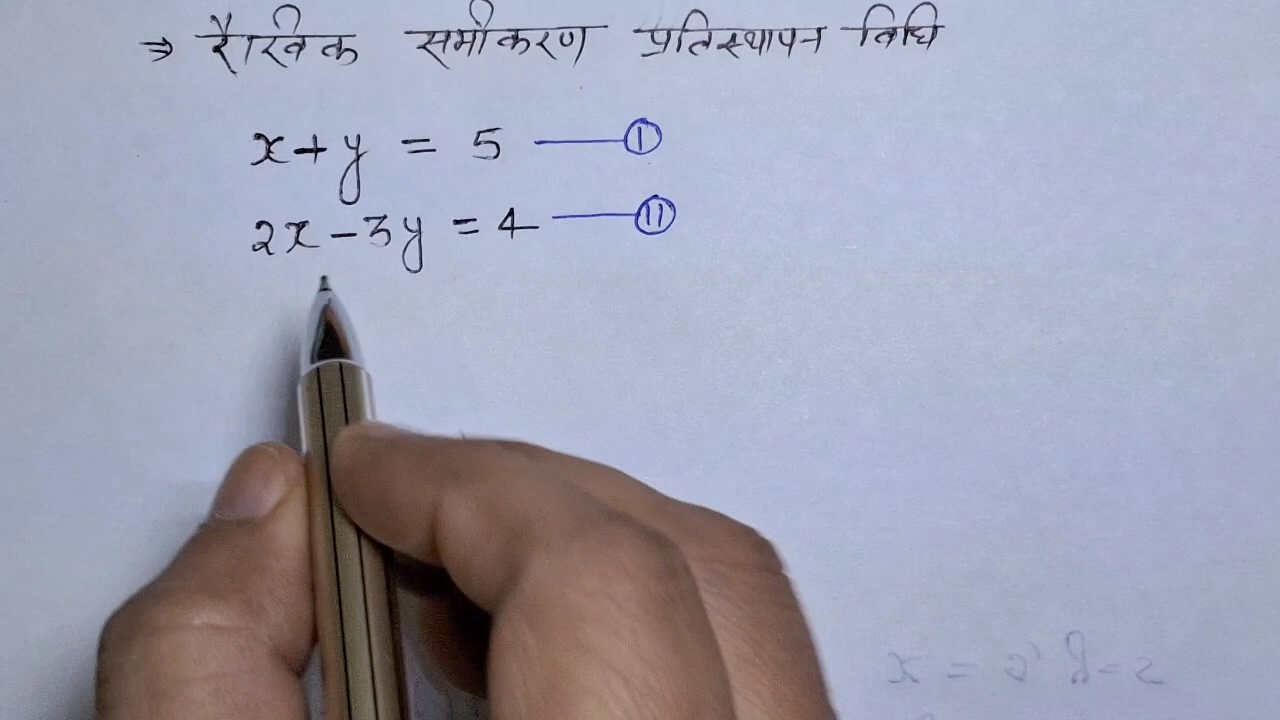 ⇒ रैखिक समीकरण प्रतिस्थापन विधि
x+y = 5 —— ①
2x-3y = 4 —— ⑪